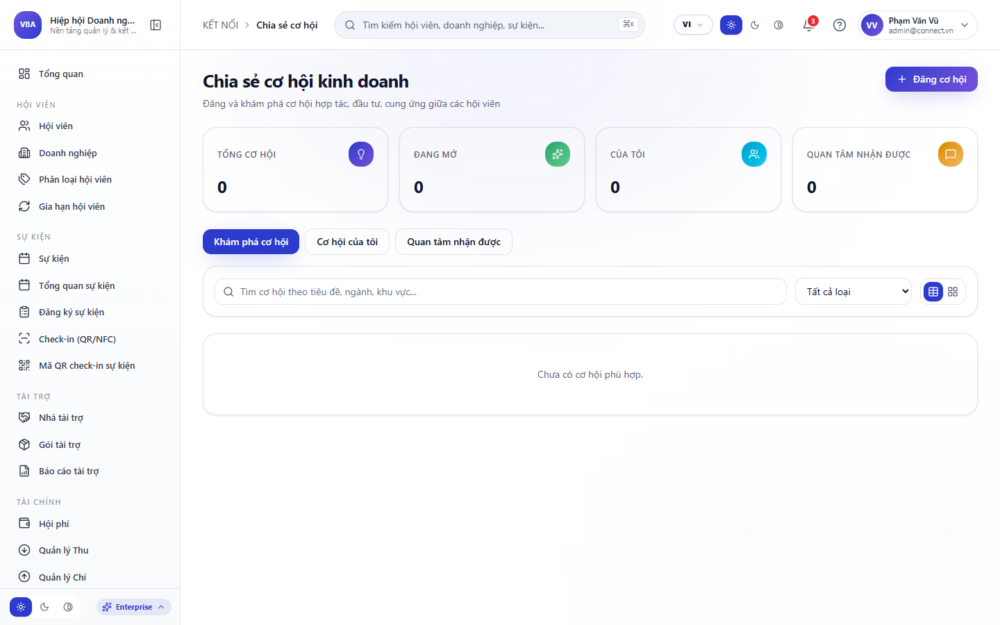 VBA
Hiệp hội Doanh ng...
Nền tảng quản lý & kết ...
KẾT NỐI
Chia sẻ cơ hội
Tìm kiếm hội viên, doanh nghiệp, sự kiện...
⌘K
VI
3
VV
Phạm Văn Vũ
admin@connect.vn
Tổng quan
HỘI VIÊN
Hội viên
Doanh nghiệp
Phân loại hội viên
Gia hạn hội viên
SỰ KIỆN
Sự kiện
Tổng quan sự kiện
Đăng ký sự kiện
Check-in (QR/NFC)
Mã QR check-in sự kiện
TÀI TRỢ
Nhà tài trợ
Gói tài trợ
Báo cáo tài trợ
TÀI CHÍNH
Hội phí
Quản lý Thu
Quản lý Chi
Enterprise
Chia sẻ cơ hội kinh doanh
Đăng và khám phá cơ hội hợp tác, đầu tư, cung ứng giữa các hội viên
Đăng cơ hội
TỔNG CƠ HỘI
0
ĐANG MỞ
0
CỦA TÔI
0
QUAN TÂM NHẬN ĐƯỢC
0
Khám phá cơ hội
Cơ hội của tôi
Quan tâm nhận được
Tìm cơ hội theo tiêu đề, ngành, khu vực...
Tất cả loại
Chưa có cơ hội phù hợp.